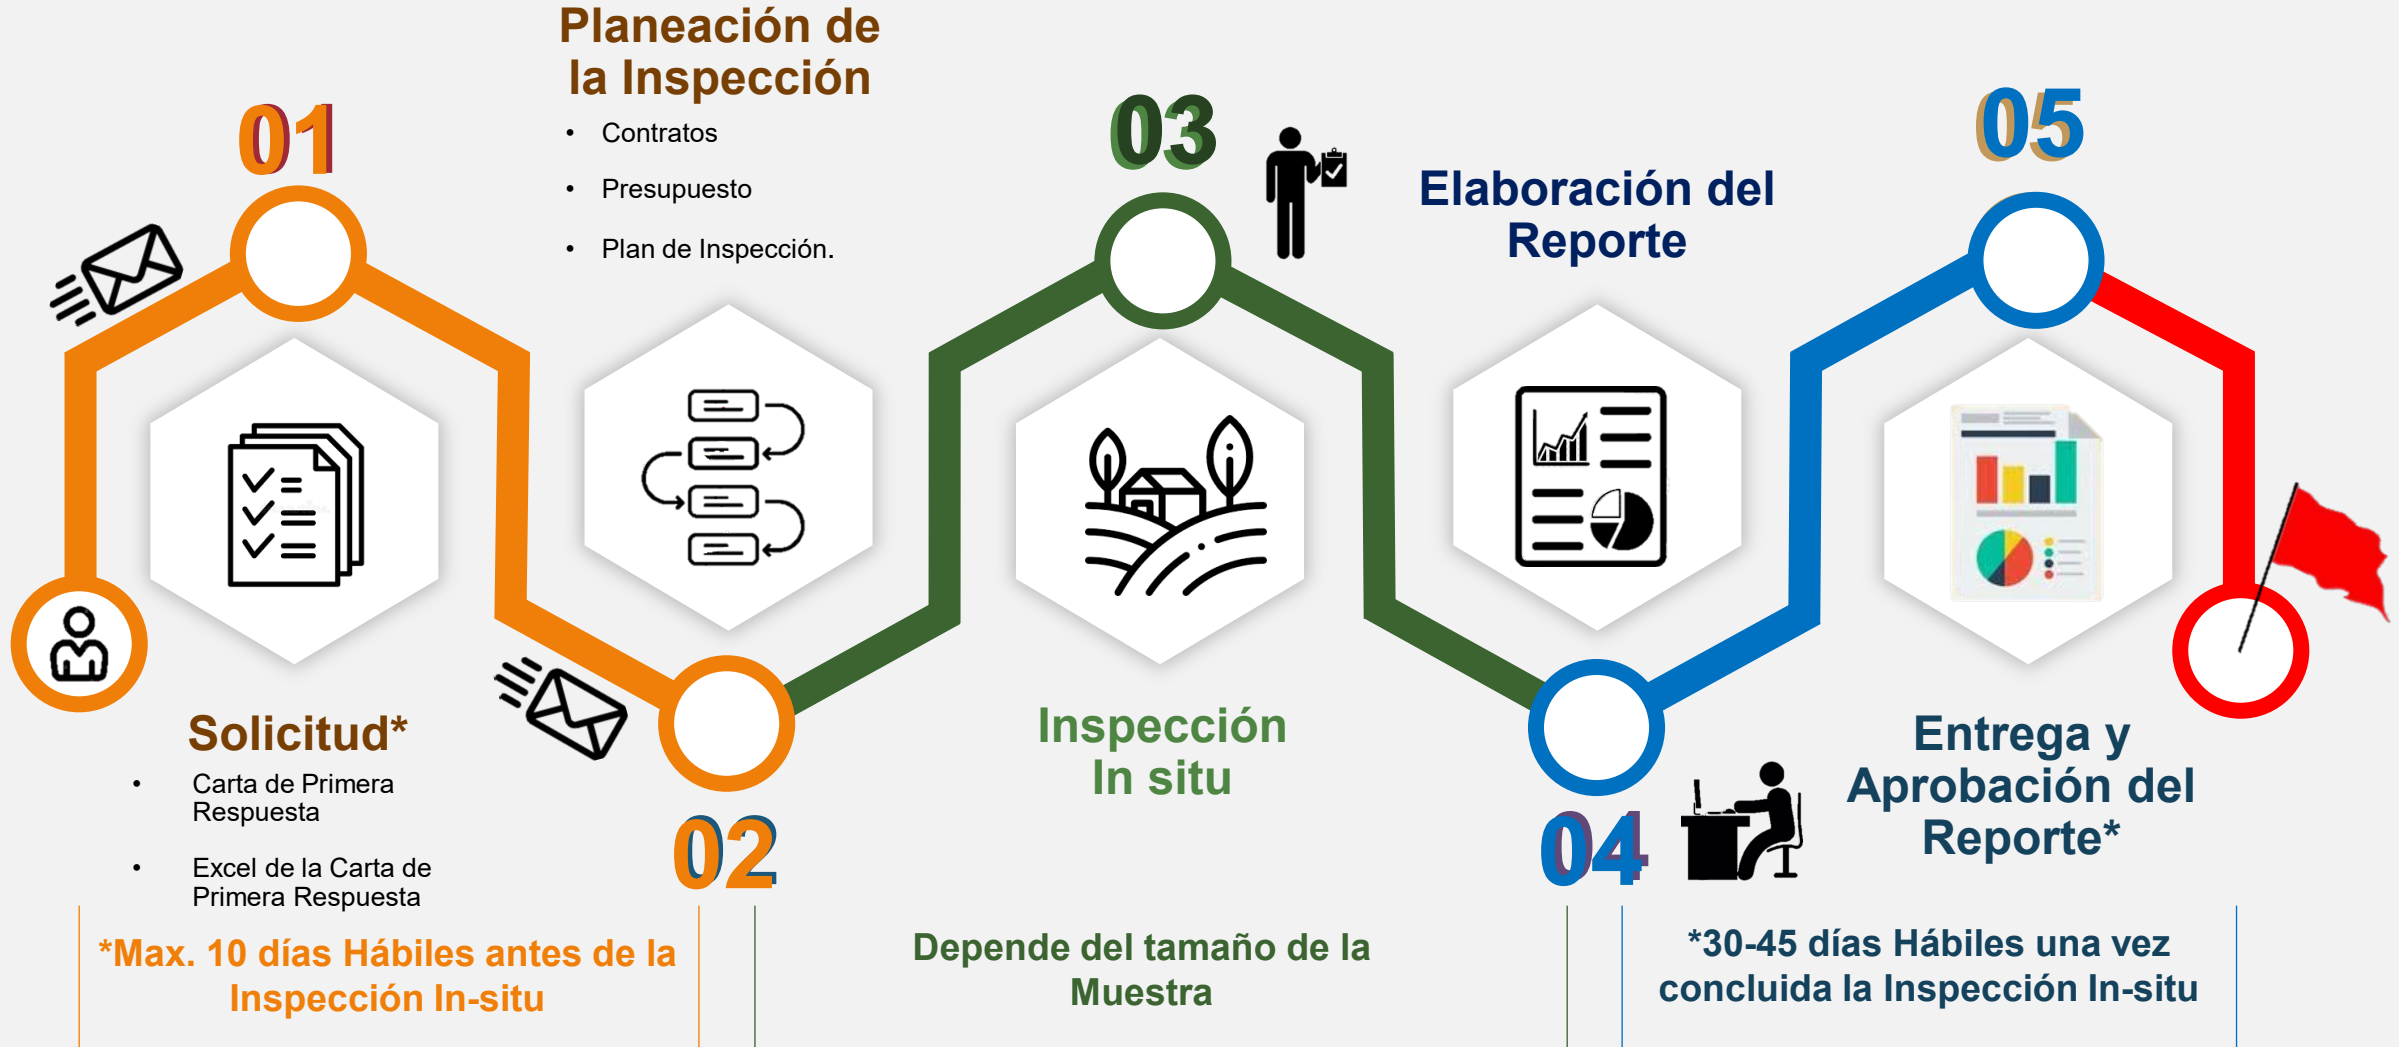 01
Solicitud*
• Carta de Primera
Respuesta
• Excel de la Carta de
Primera Respuesta
*Max. 10 días Hábiles antes de la
Inspección In-situ
Planeación de
la Inspección
• Contratos
• Presupuesto
• Plan de Inspección.
02
03
Inspección
In situ
Depende del tamaño de la
Muestra
Elaboración del
Reporte
04
05
Entrega y
Aprobación del
Reporte*
*30-45 días Hábiles una vez
concluida la Inspección In-situ